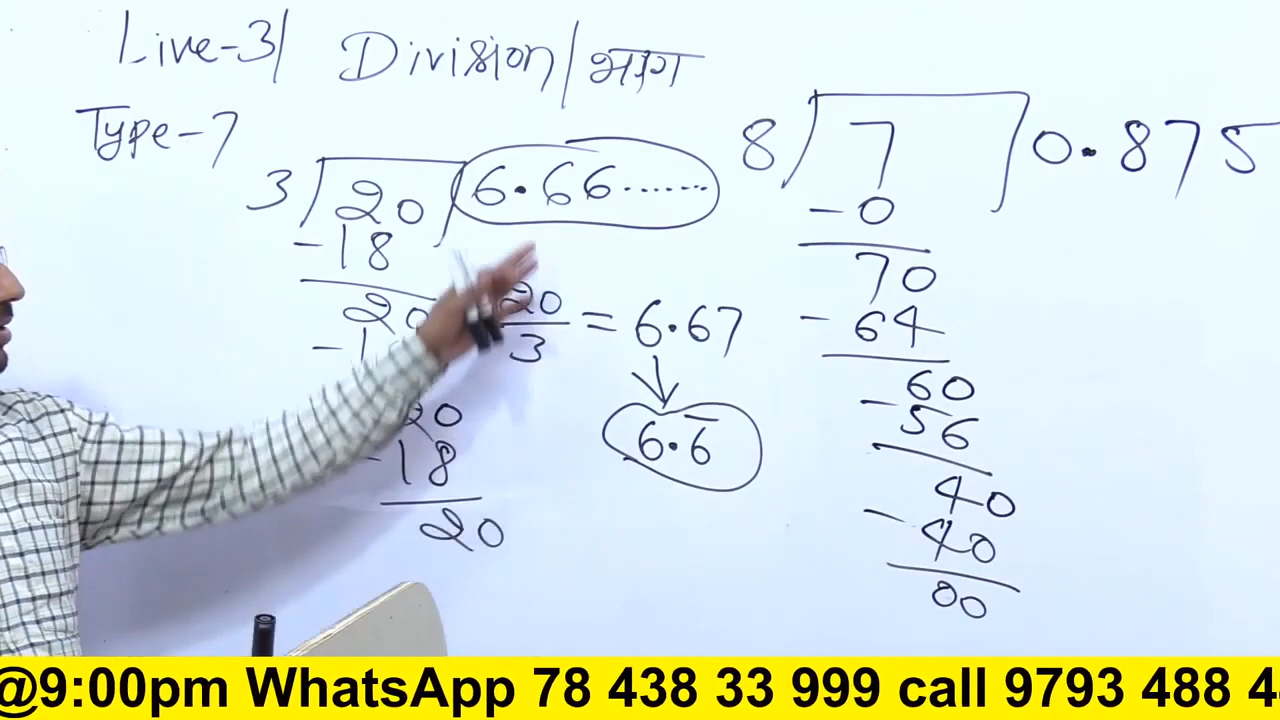 Live-3/ Division/भाग
Type-7
3 20 6.66.......
-18
20
-1
20
-18
20
20/3 = 6.67
6.6̅
8 7 0.875
-0
70
-64
60
-56
40
-40
00
@9:00pm WhatsApp 78 438 33 999 call 9793 488 4